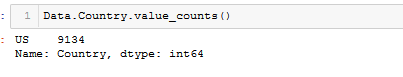 : 1 Data.Country.value_counts()
: US 9134
Name: Country, dtype: int64